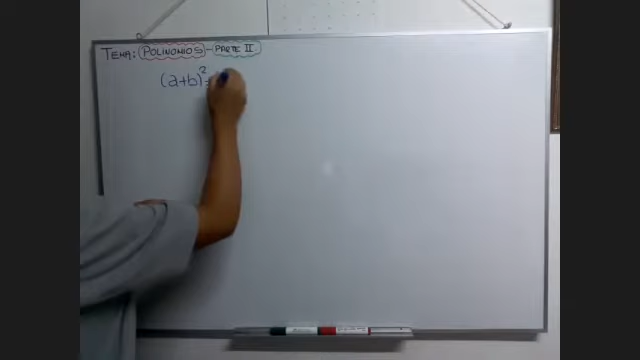 TEMA: POLINOMIOS - PARTE II
(a+b)² =